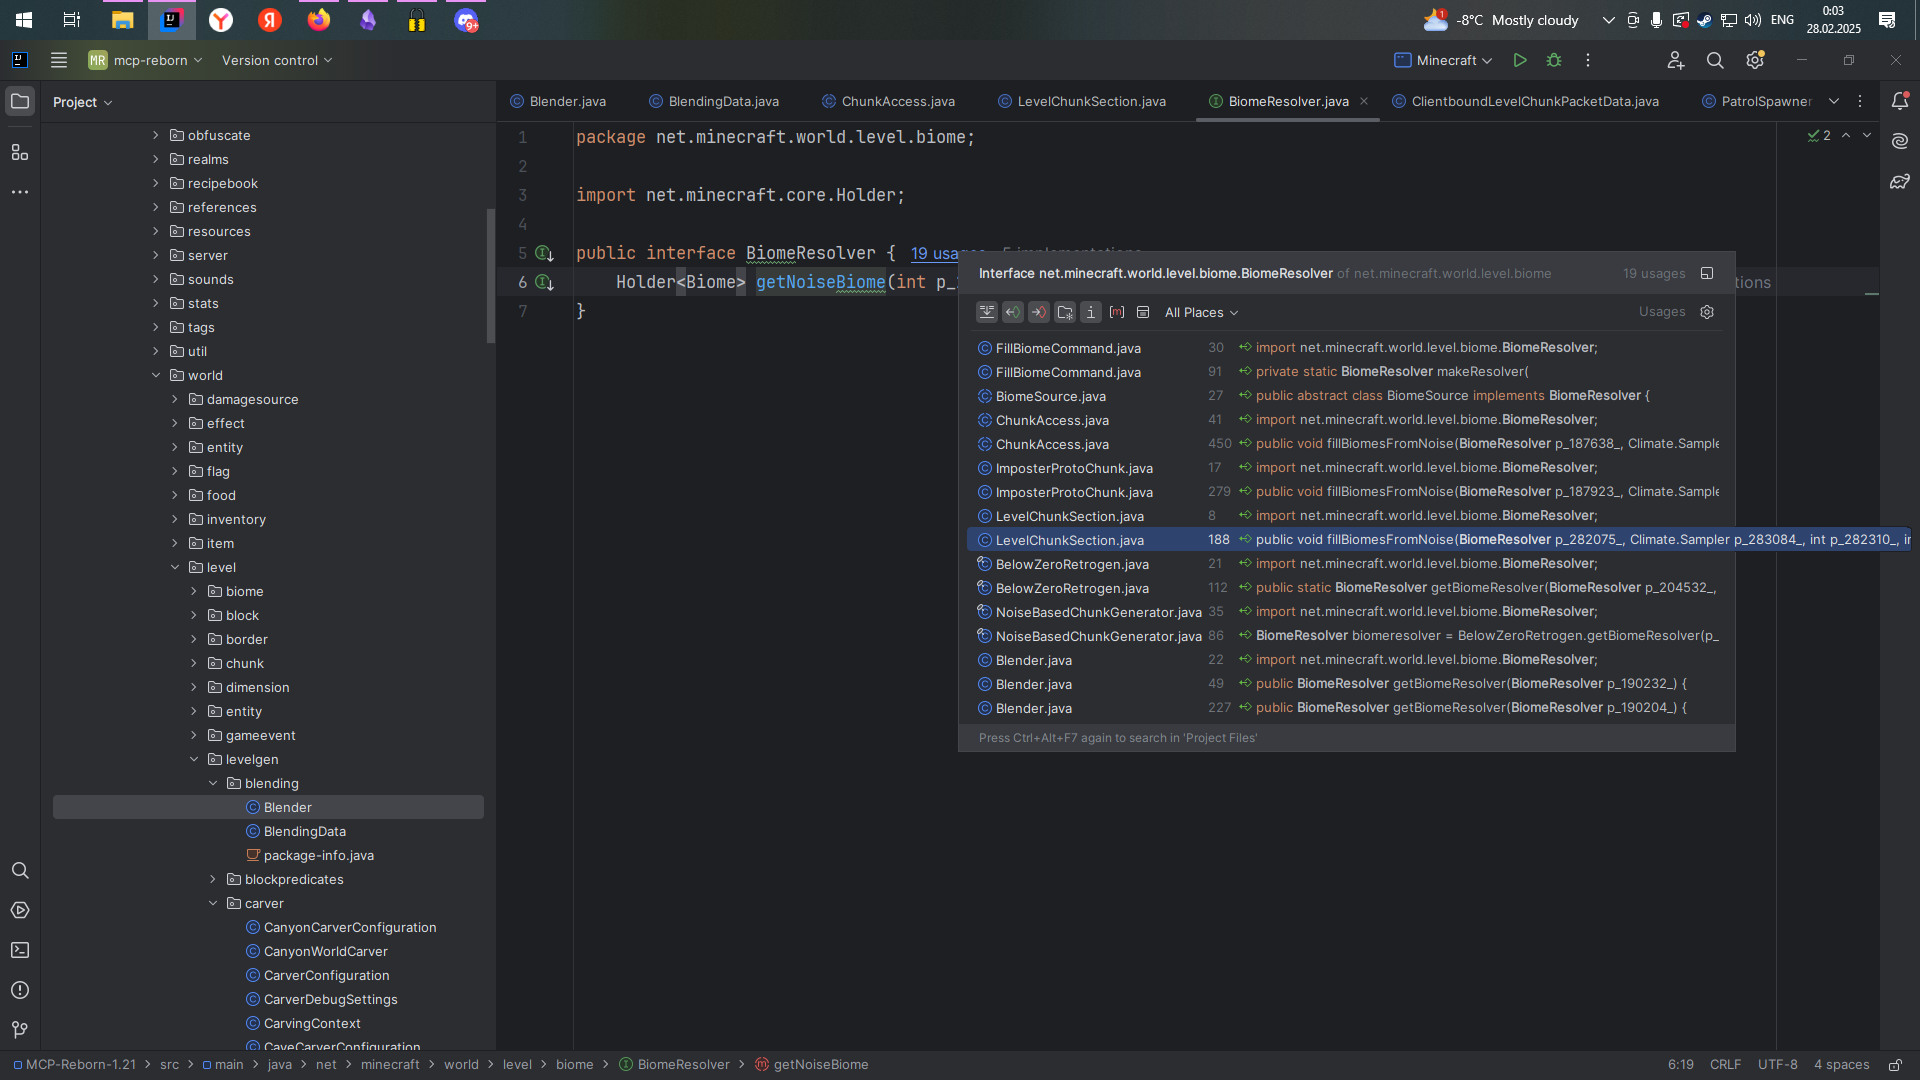 -8°C Mostly cloudy
ENG
0:03
28.02.2025
9+
MR mcp-reborn
Version control
Minecraft
Project
Blender.java
BlendingData.java
ChunkAccess.java
LevelChunkSection.java
BiomeResolver.java
ClientboundLevelChunkPacketData.java
PatrolSpawner
obfuscate
realms
recipebook
references
resources
server
sounds
stats
tags
util
world
damagesource
effect
entity
flag
food
inventory
item
level
biome
block
border
chunk
dimension
entity
gameevent
levelgen
blending
Blender
BlendingData
package-info.java
blockpredicates
carver
CanyonCarverConfiguration
CanyonWorldCarver
CarverConfiguration
CarverDebugSettings
CarvingContext
CaveCarverConfiguration
2
1 package net.minecraft.world.level.biome;
2
3 import net.minecraft.core.Holder;
4
5 public interface BiomeResolver { 19 usages 5 implementations
6 Holder<Biome> getNoiseBiome(int p_
7 }
Interface net.minecraft.world.level.biome.BiomeResolver of net.minecraft.world.level.biome 19 usages
All Places
Usages
FillBiomeCommand.java 30 import net.minecraft.world.level.biome.BiomeResolver;
FillBiomeCommand.java 91 private static BiomeResolver makeResolver(
BiomeSource.java 27 public abstract class BiomeSource implements BiomeResolver {
ChunkAccess.java 41 import net.minecraft.world.level.biome.BiomeResolver;
ChunkAccess.java 450 public void fillBiomesFromNoise(BiomeResolver p_187638_, Climate.Sample
ImposterProtoChunk.java 17 import net.minecraft.world.level.biome.BiomeResolver;
ImposterProtoChunk.java 279 public void fillBiomesFromNoise(BiomeResolver p_187923_, Climate.Sample
LevelChunkSection.java 8 import net.minecraft.world.level.biome.BiomeResolver;
LevelChunkSection.java 188 public void fillBiomesFromNoise(BiomeResolver p_282075_, Climate.Sampler p_283084_, int p_282310_, in
BelowZeroRetrogen.java 21 import net.minecraft.world.level.biome.BiomeResolver;
BelowZeroRetrogen.java 112 public static BiomeResolver getBiomeResolver(BiomeResolver p_204532_,
NoiseBasedChunkGenerator.java 35 import net.minecraft.world.level.biome.BiomeResolver;
NoiseBasedChunkGenerator.java 86 BiomeResolver biomeresolver = BelowZeroRetrogen.getBiomeResolver(p_
Blender.java 22 import net.minecraft.world.level.biome.BiomeResolver;
Blender.java 49 public BiomeResolver getBiomeResolver(BiomeResolver p_190232_) {
Blender.java 227 public BiomeResolver getBiomeResolver(BiomeResolver p_190204_) {
Press Ctrl+Alt+F7 again to search in 'Project Files'
tions
MCP-Reborn-1.21 > src > main > java > net > minecraft > world > level > biome > BiomeResolver > getNoiseBiome
6:19 CRLF UTF-8 4 spaces